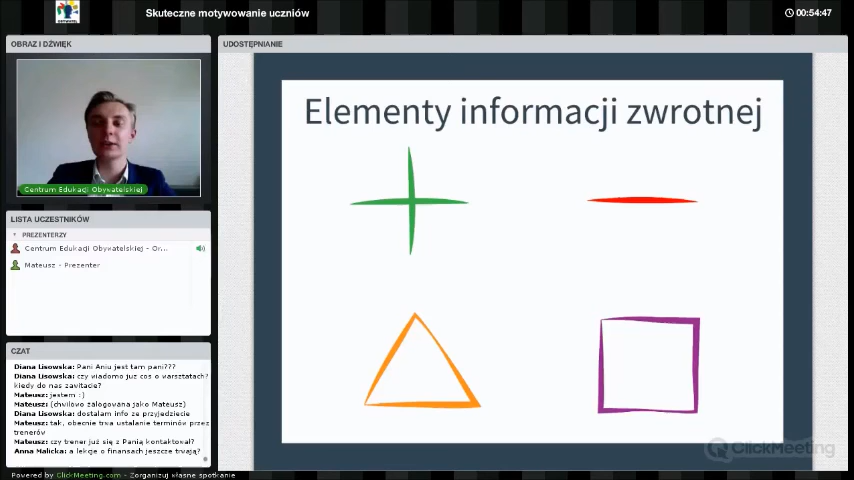 Skuteczne motywowanie uczniów
00:54:47
OBRAZ I DŹWIĘK
Centrum Edukacji Obywatelskiej
LISTA UCZESTNIKÓW
PREZENTERZY
Centrum Edukacji Obywatelskiej - Or...
Mateusz - Prezenter
CZAT
Diana Lisowska: Pani Aniu jest tam pani???
Diana Lisowska: czy wiadomo już cos o warsztatach?
kiedy do nas zawitacie?
Mateusz: jestem :)
Mateusz: (chwilowo zalogowana jako Mateusz)
Diana Lisowska: dostalam info ze przyjedziecie
Mateusz: tak, obecnie trwa ustalanie terminów przez
trenerów
Mateusz: czy trener już się z Panią kontaktował?
Anna Malicka: a lekcje o finansach jeszcze trwają?
UDOSTĘPNIANIE
Elementy informacji zwrotnej
ClickMeeting
Powered by ClickMeeting.com - Zorganizuj własne spotkanie